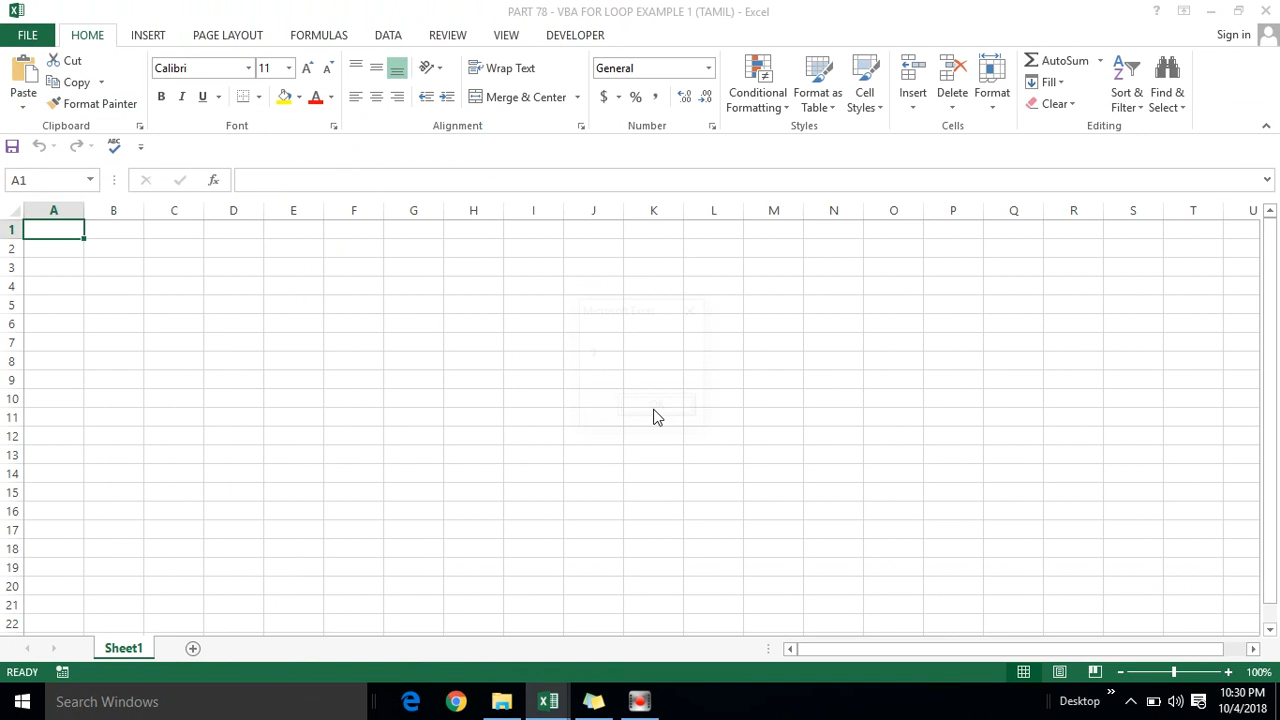 PART 78 - VBA FOR LOOP EXAMPLE 1 (TAMIL) - Excel
FILE HOME INSERT PAGE LAYOUT FORMULAS DATA REVIEW VIEW DEVELOPER Sign in
Paste
Cut
Copy
Format Painter
Clipboard
Calibri 11
B I U
Font
Wrap Text
Merge & Center
Alignment
General
$ % ,
Number
Conditional Formatting
Format as Table
Cell Styles
Styles
Insert Delete Format
Cells
AutoSum
Fill
Clear
Sort & Filter
Find & Select
Editing
A1 fx
A B C D E F G H I J K L M N O P Q R S T U
1
2
3
4
5
6
7
8
9
10
11
12
13
14
15
16
17
18
19
20
21
22
Sheet1
READY 100%
Search Windows Desktop 10:30 PM
10/4/2018